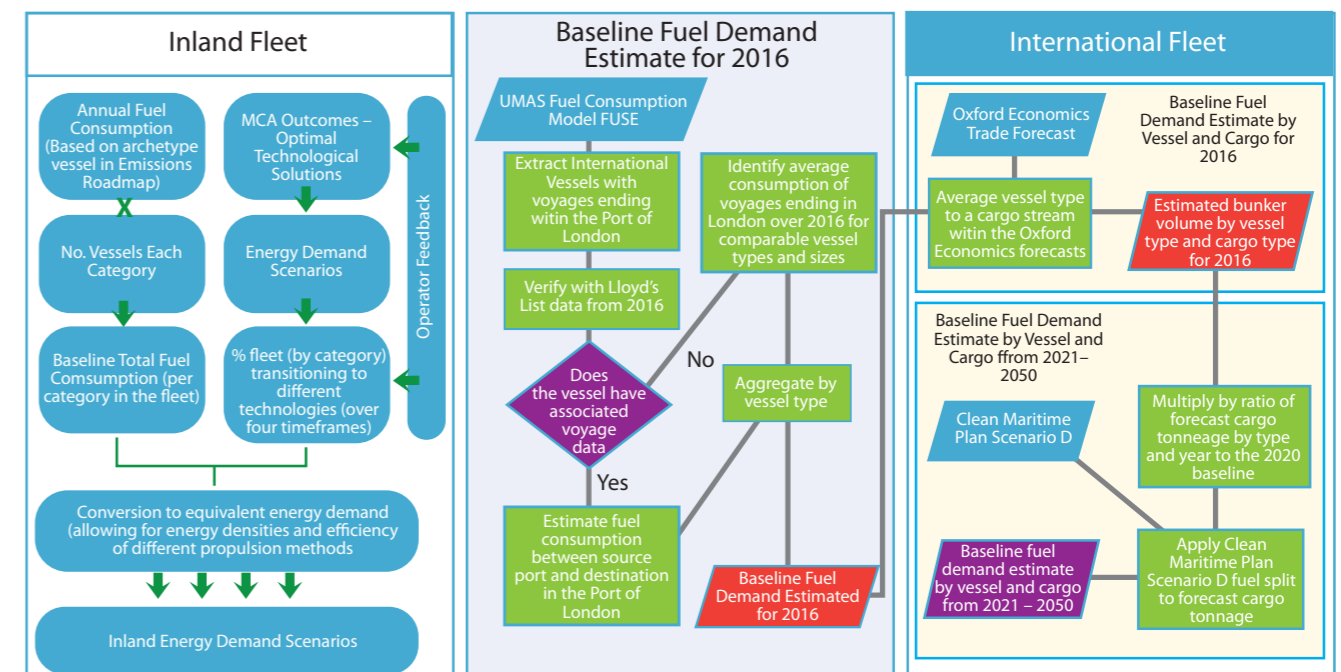 Inland Fleet
Annual Fuel
Consumption
(Based on archetype
vessel in Emissions
Roadmap)
X
No. Vessels Each
Category
Baseline Total Fuel
Comsumption (per
category in the fleet)
MCA Outcomes –
Optimal
Technological
Solutions
Energy Demand
Scenarios
% fleet (by category)
transitioning to
different
technologies (over
four timeframes)
Operator Feedback
Conversion to equivalent energy demand
(allowing for energy densities and efficiency
of different propulsion methods
Inland Energy Demand Scenarios
Baseline Fuel Demand
Estimate for 2016
UMAS Fuel Consumption
Model FUSE
Extract International
Vessels with
voyages ending
witin the Port of
London
Verify with Lloyd's
List data from 2016
Does
the vessel have
associated
voyage
data
No
Yes
Estimate fuel
consumption
between source
port and destination
in the Port of
London
Identify average
consumption of
voyages ending in
London over 2016 for
comparable vessel
types and sizes
Aggregate by
vessel type
Baseline Fuel
Demand Estimated
for 2016
International Fleet
Oxford Economics
Trade Forecast
Baseline Fuel
Demand Estimate by
Vessel and Cargo for
2016
Average vessel type
to a cargo stream
witin the Oxford
Economics forecasts
Estimated bunker
volume by vessel
type and cargo type
for 2016
Baseline Fuel Demand
Estimate by Vessel and
Cargo ffrom 2021–
2050
Clean Maritime
Plan Scenario D
Multiply by ratio of
forecast cargo
tonneage by type
and year to the 2020
baseline
Baseline fuel
demand estimate
by vessel and cargo
from 2021 – 2050
Apply Clean
Maritime Plan
Scenario D fuel split
to forecast cargo
tonnage